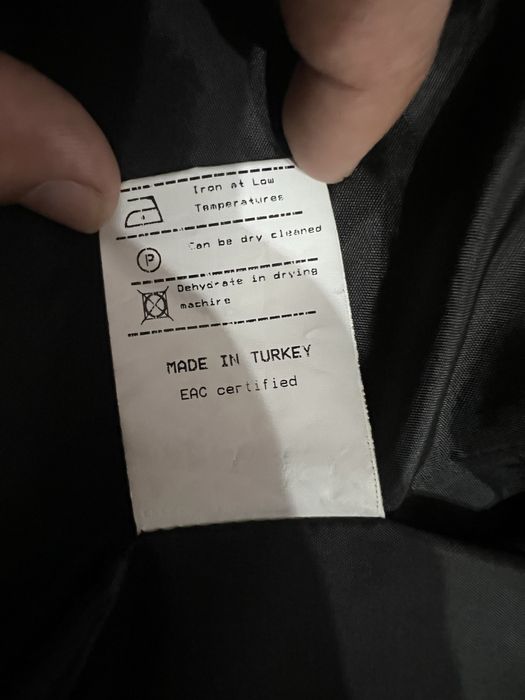 Iron at Low
Temperatures
P
Can be dry cleaned
Dehydrate in drying
machine
MADE IN TURKEY
EAC certified